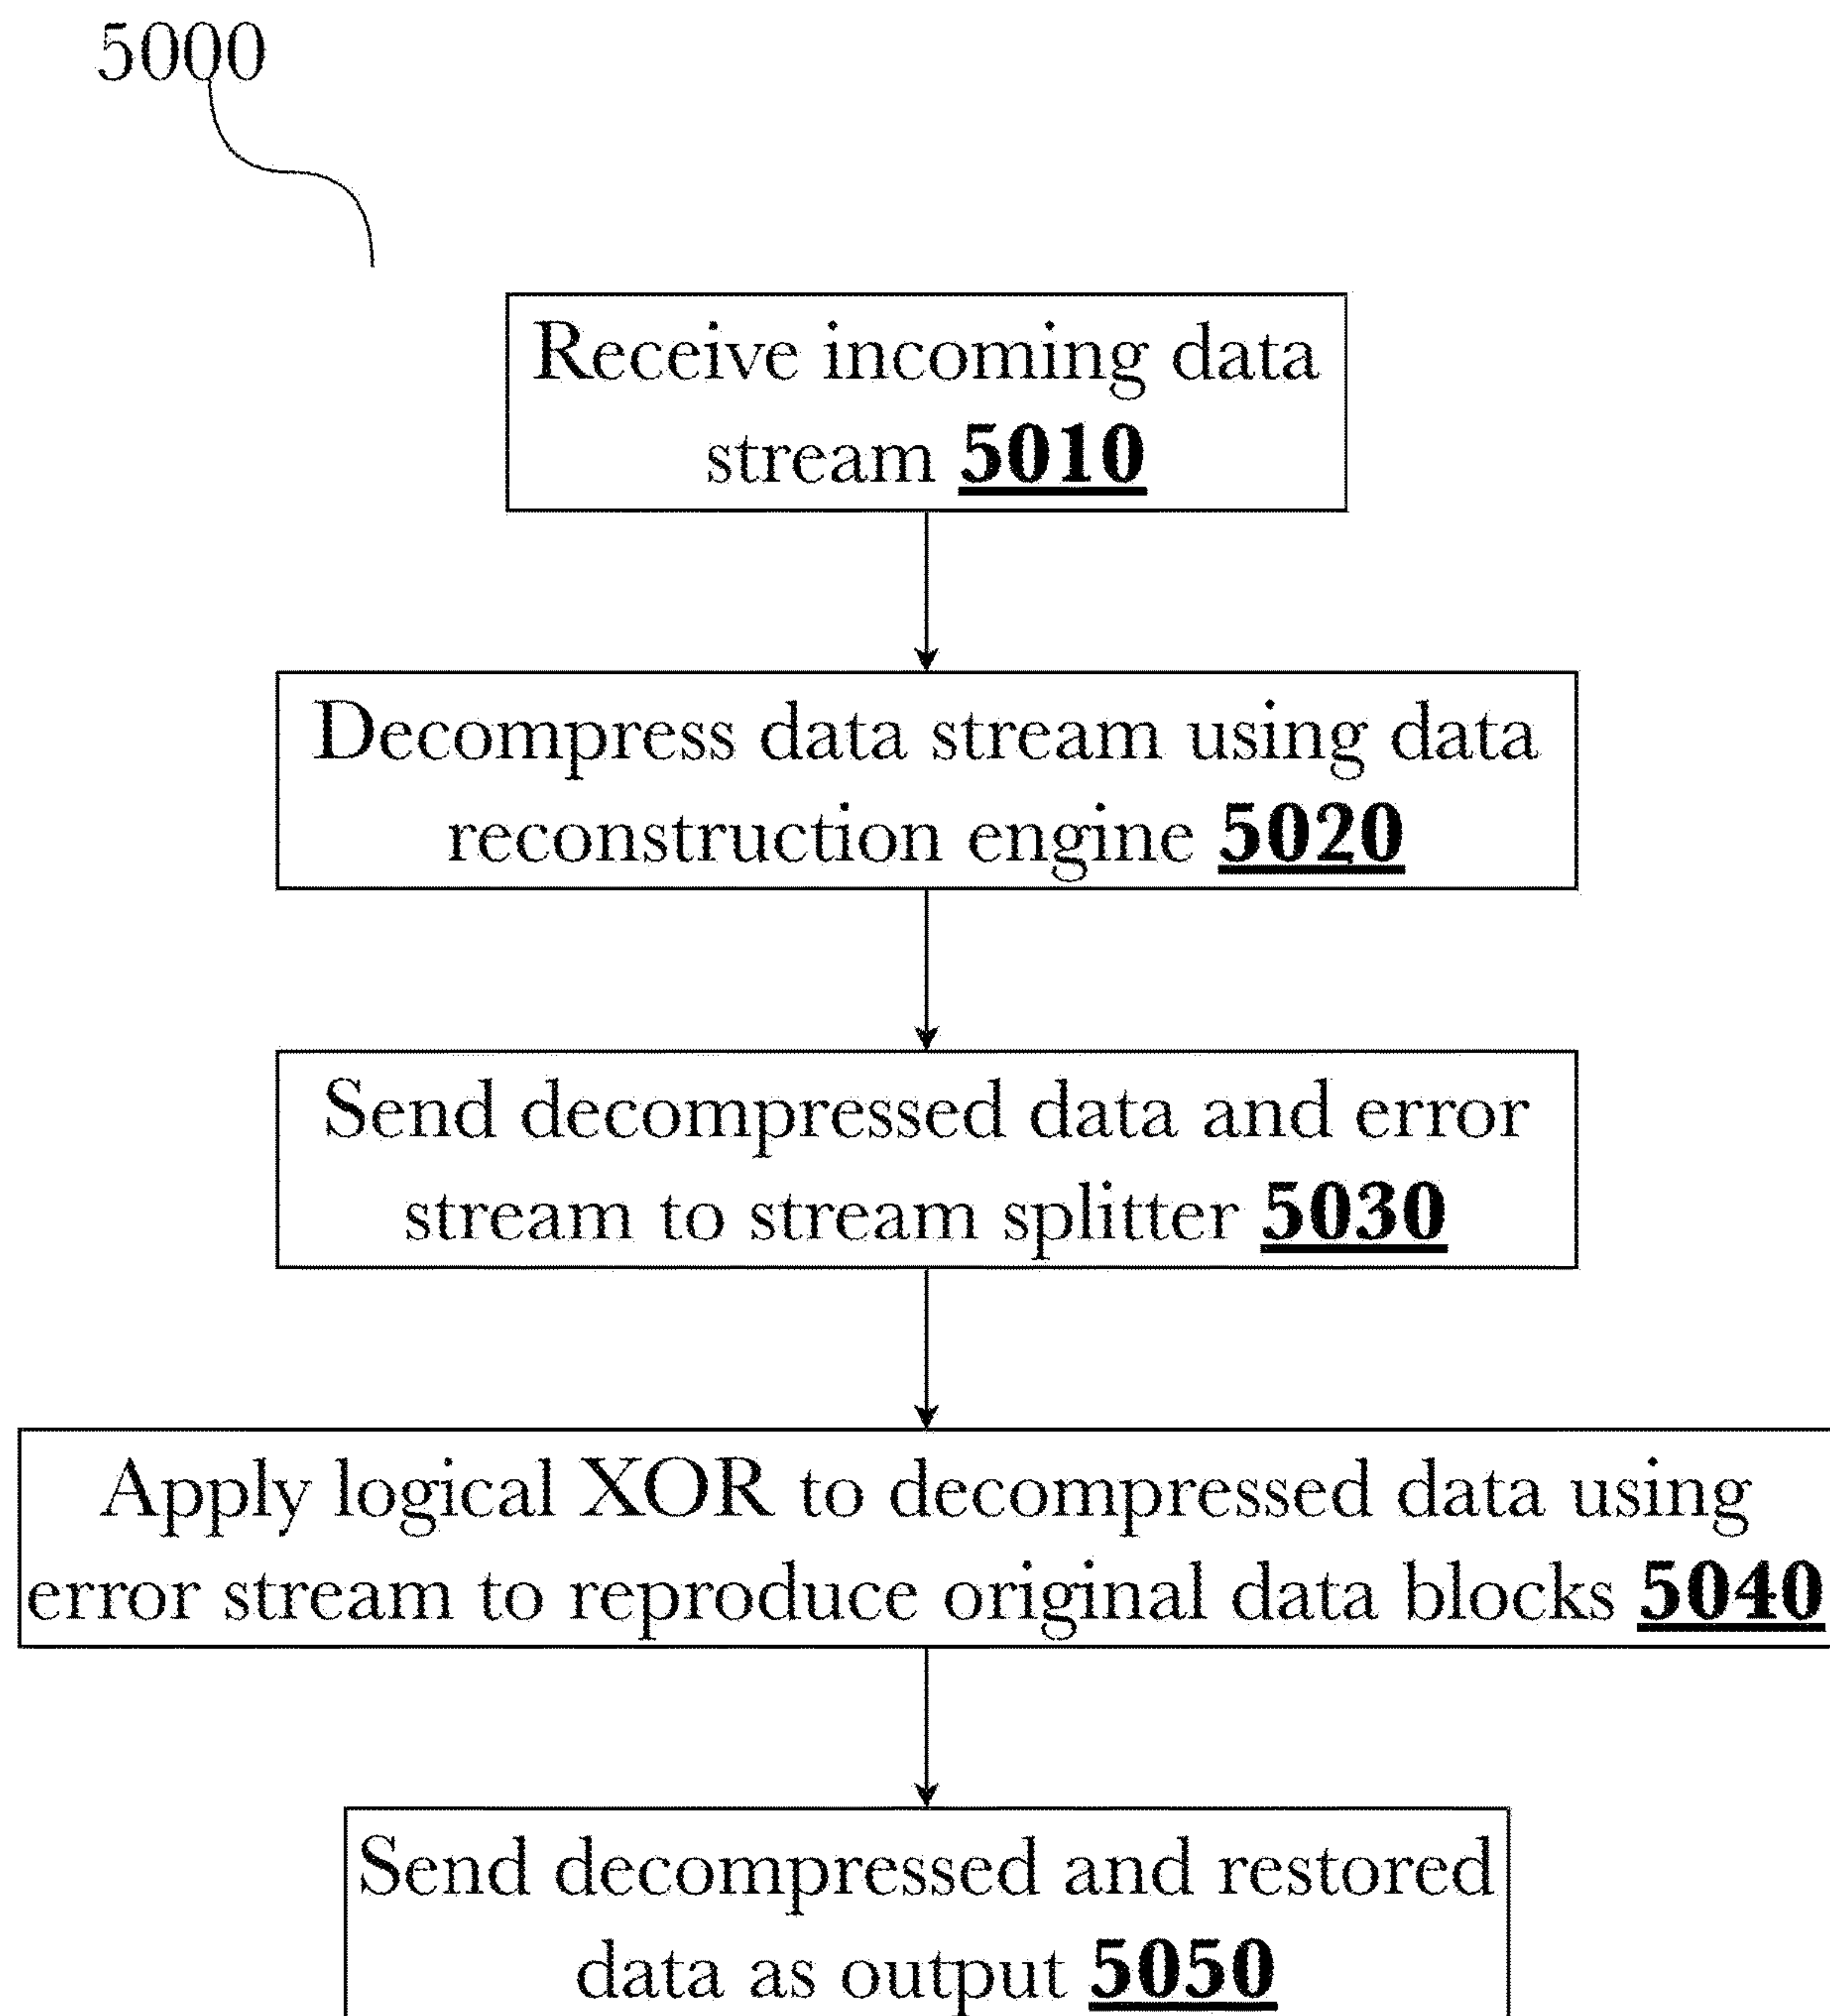 5000
Receive incoming data
stream 5010
Decompress data stream using data
reconstruction engine 5020
Send decompressed data and error
stream to stream splitter 5030
Apply logical XOR to decompressed data using
error stream to reproduce original data blocks 5040
Send decompressed and restored
data as output 5050